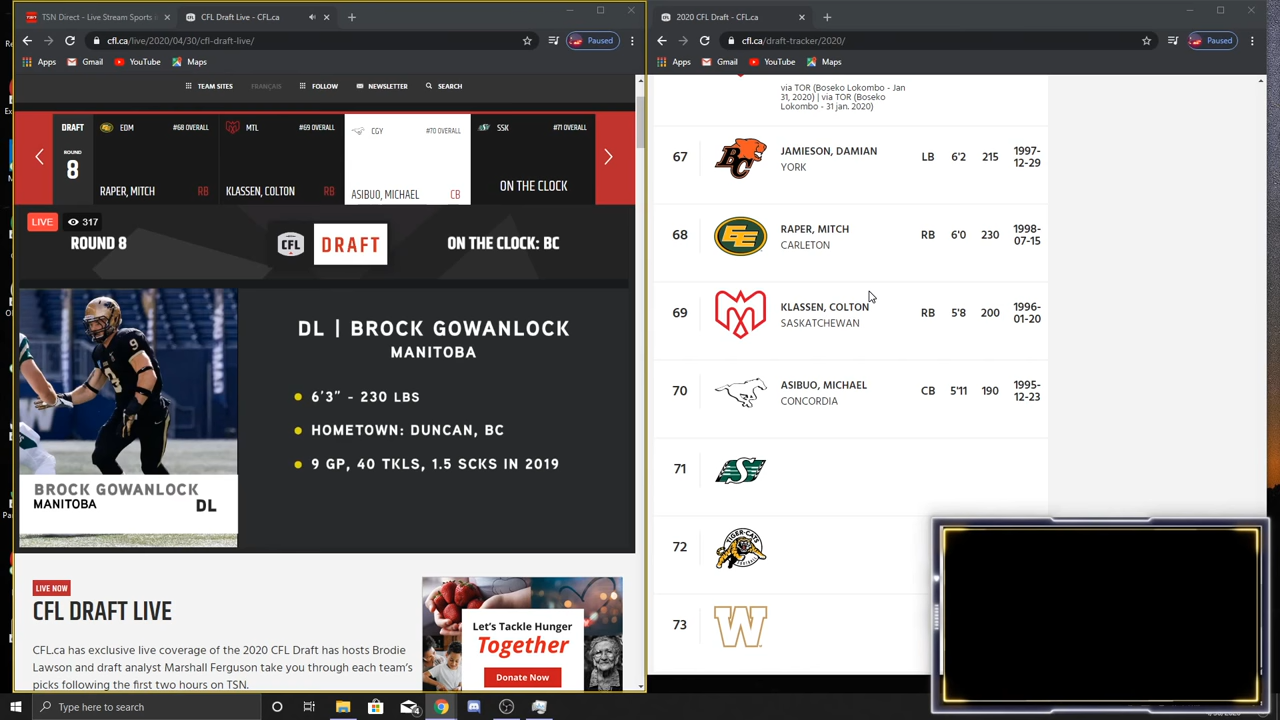 TSN Direct - Live Stream Sports
CFL Draft Live - CFL.ca
cfl.ca/live/2020/04/30/cfl-draft-live/
Paused
Apps
Gmail
YouTube
Maps
TEAM SITES
FRANÇAIS
FOLLOW
NEWSLETTER
SEARCH
DRAFT
ROUND
8
EDM
#68 OVERALL
RAPER, MITCH
RB
MTL
#69 OVERALL
KLASSEN, COLTON
RB
CGY
#70 OVERALL
ASIBUO, MICHAEL
CB
SSK
#71 OVERALL
ON THE CLOCK
LIVE
317
ROUND 8
CFL
DRAFT
ON THE CLOCK: BC
9
DL | BROCK GOWANLOCK
MANITOBA
6'3" - 230 LBS
HOMETOWN: DUNCAN, BC
9 GP, 40 TKLS, 1.5 SCKS IN 2019
BROCK GOWANLOCK
MANITOBA
DL
LIVE NOW
CFL DRAFT LIVE
CFL.ca has exclusive live coverage of the 2020 CFL Draft has hosts Brodie
Lawson and draft analyst Marshall Ferguson take you through each team's
picks following the first two hours on TSN.
Let's Tackle Hunger
Together
Donate Now
2020 CFL Draft - CFL.ca
cfl.ca/draft-tracker/2020/
Paused
Apps
Gmail
YouTube
Maps
via TOR (Boseko Lokombo - Jan
31, 2020) | via TOR (Boseko
Lokombo - 31 jan. 2020)
67
BC
JAMIESON, DAMIAN
YORK
LB
6'2
215
1997-
12-29
68
EE
RAPER, MITCH
CARLETON
RB
6'0
230
1998-
07-15
69
KLASSEN, COLTON
SASKATCHEWAN
RB
5'8
200
1996-
01-20
70
ASIBUO, MICHAEL
CONCORDIA
CB
5'11
190
1995-
12-23
71
S
72
TIGER-CATS
73
W
Type here to search